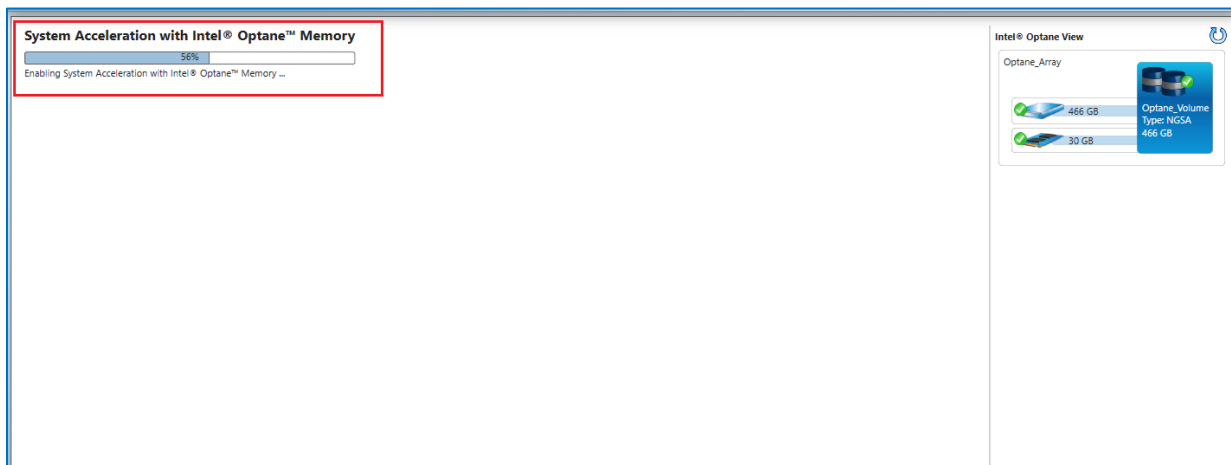 System Acceleration with Intel® Optane™ Memory
56%
Enabling System Acceleration with Intel® Optane™ Memory ...
Intel® Optane View
Optane_Array
466 GB
30 GB
Optane_Volume
Type: NGSA
466 GB